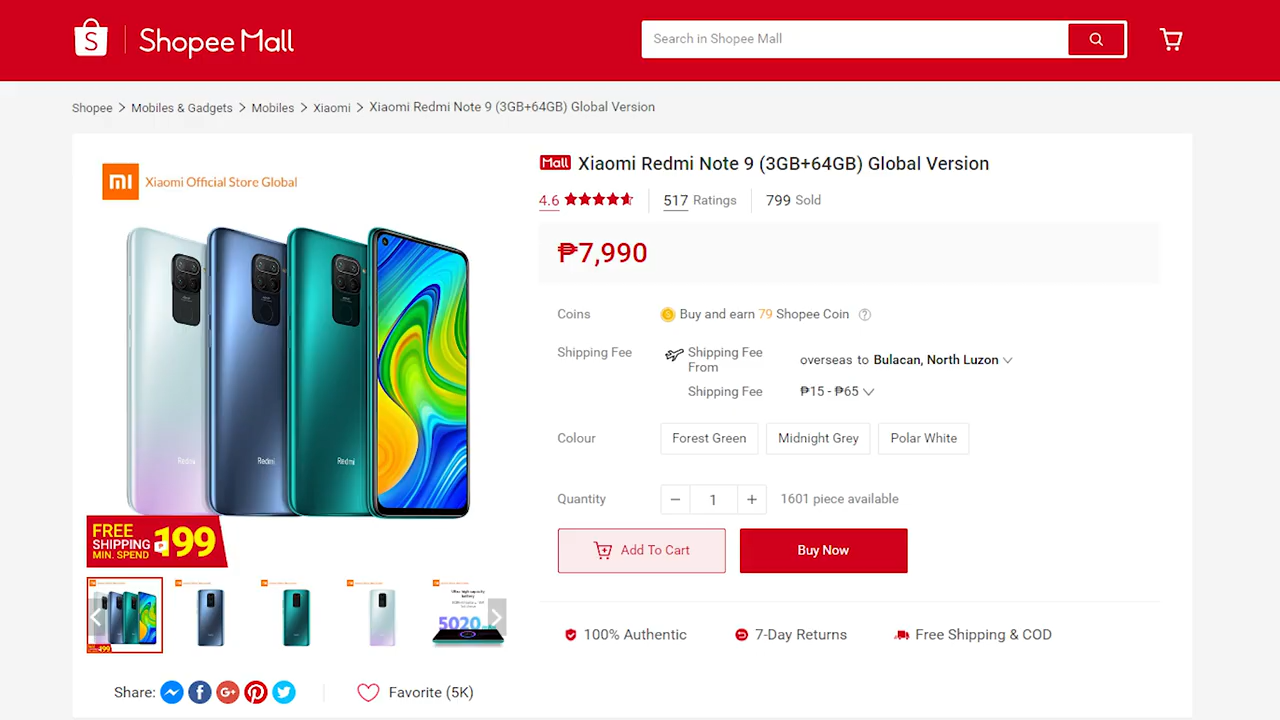 S Shopee Mall
Search in Shopee Mall
Shopee > Mobiles & Gadgets > Mobiles > Xiaomi > Xiaomi Redmi Note 9 (3GB+64GB) Global Version
mi Xiaomi Official Store Global
Redmi Redmi Redmi
FREE
SHIPPING
MIN. SPEND
199
5020
Share:
Favorite (5K)
Mall Xiaomi Redmi Note 9 (3GB+64GB) Global Version
4.6 517 Ratings 799 Sold
₱7,990
Coins S Buy and earn 79 Shopee Coin ?
Shipping Fee Shipping Fee From overseas to Bulacan, North Luzon
Shipping Fee ₱15 - ₱65
Colour Forest Green Midnight Grey Polar White
Quantity − 1 + 1601 piece available
Add To Cart Buy Now
100% Authentic 7-Day Returns Free Shipping & COD